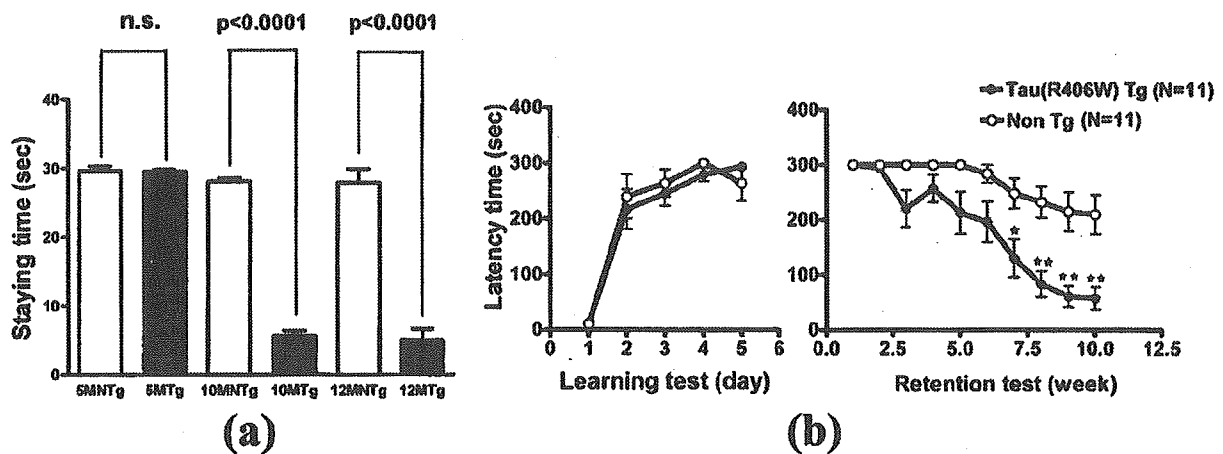 n.s. p<0.0001 p<0.0001
Staying time (sec)
40
30
20
10
0
5MNTg 5MTg 10MNTg 10MTg 12MNTg 12MTg
(a)
Tau(R406W) Tg (N=11)
Non Tg (N=11)
Latency time (sec)
400
300
200
100
0
0 1 2 3 4 5 6
Learning test (day)
400
300
200
100
0
* ** ** **
0.0 2.5 5.0 7.5 10.0 12.5
Retention test (week)
(b)